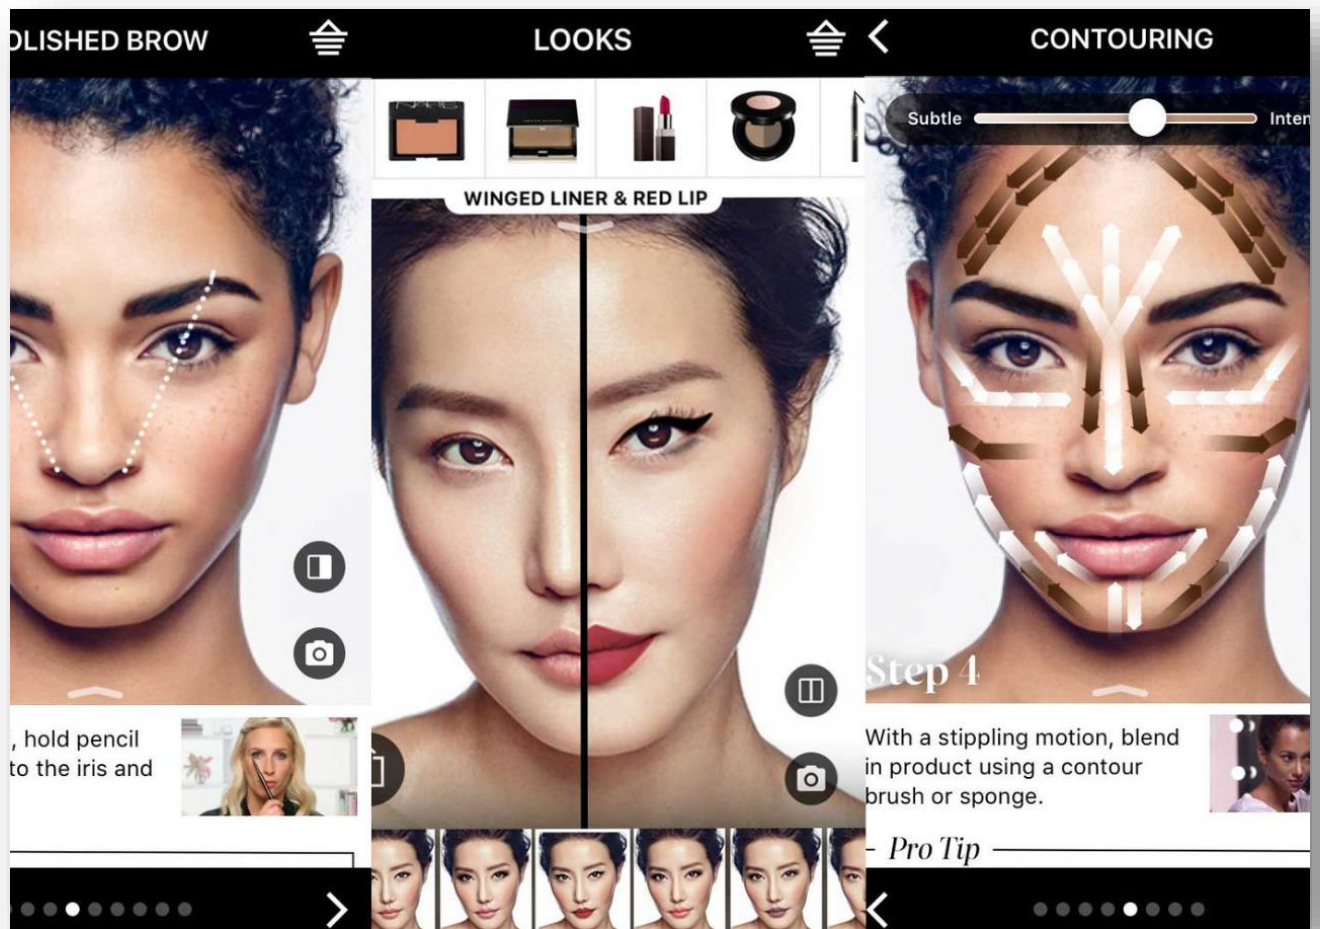 OLISHED BROW
, hold pencil
to the iris and
LOOKS
NARS
WINGED LINER & RED LIP
CONTOURING
Subtle
Inten
Step 4
With a stippling motion, blend
in product using a contour
brush or sponge.
Pro Tip